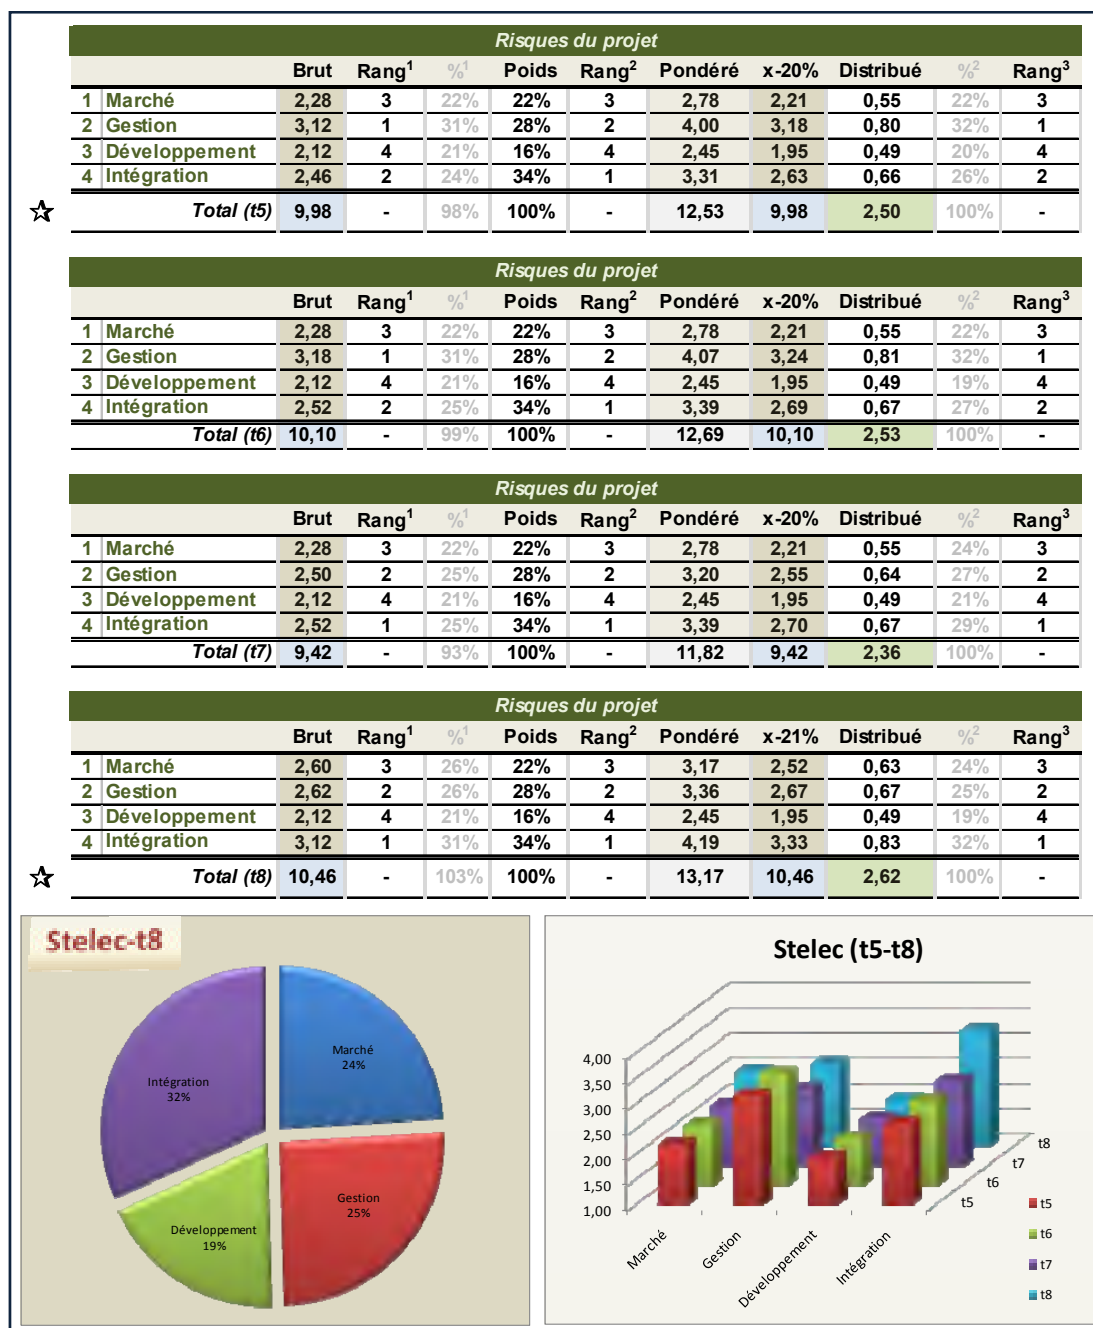 Risques du projet
Brut Rang¹ %¹ Poids Rang² Pondéré x-20% Distribué %² Rang³
1 Marché 2,28 3 22% 22% 3 2,78 2,21 0,55 22% 3
2 Gestion 3,12 1 31% 28% 2 4,00 3,18 0,80 32% 1
3 Développement 2,12 4 21% 16% 4 2,45 1,95 0,49 20% 4
4 Intégration 2,46 2 24% 34% 1 3,31 2,63 0,66 26% 2
Total (t5) 9,98 - 98% 100% - 12,53 9,98 2,50 100% -
Risques du projet
Brut Rang¹ %¹ Poids Rang² Pondéré x-20% Distribué %² Rang³
1 Marché 2,28 3 22% 22% 3 2,78 2,21 0,55 22% 3
2 Gestion 3,18 1 31% 28% 2 4,07 3,24 0,81 32% 1
3 Développement 2,12 4 21% 16% 4 2,45 1,95 0,49 19% 4
4 Intégration 2,52 2 25% 34% 1 3,39 2,69 0,67 27% 2
Total (t6) 10,10 - 99% 100% - 12,69 10,10 2,53 100% -
Risques du projet
Brut Rang¹ %¹ Poids Rang² Pondéré x-20% Distribué %² Rang³
1 Marché 2,28 3 22% 22% 3 2,78 2,21 0,55 24% 3
2 Gestion 2,50 2 25% 28% 2 3,20 2,55 0,64 27% 2
3 Développement 2,12 4 21% 16% 4 2,45 1,95 0,49 21% 4
4 Intégration 2,52 1 25% 34% 1 3,39 2,70 0,67 29% 1
Total (t7) 9,42 - 93% 100% - 11,82 9,42 2,36 100% -
Risques du projet
Brut Rang¹ %¹ Poids Rang² Pondéré x-21% Distribué %² Rang³
1 Marché 2,60 3 26% 22% 3 3,17 2,52 0,63 24% 3
2 Gestion 2,62 2 26% 28% 2 3,36 2,67 0,67 25% 2
3 Développement 2,12 4 21% 16% 4 2,45 1,95 0,49 19% 4
4 Intégration 3,12 1 31% 34% 1 4,19 3,33 0,83 32% 1
Total (t8) 10,46 - 103% 100% - 13,17 10,46 2,62 100% -
Stelec-t8
Marché
24%
Intégration
32%
Gestion
25%
Développement
19%
Stelec (t5-t8)
4,00
3,50
3,00
2,50
2,00
1,50
1,00
Marché
Gestion
Développement
Intégration
t5
t6
t7
t8
t5
t6
t7
t8